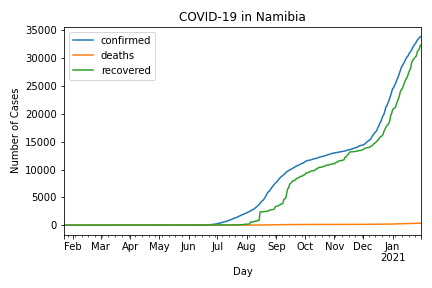 COVID-19 in Namibia
confirmed
deaths
recovered
Number of Cases
35000
30000
25000
20000
15000
10000
5000
0
Feb Mar Apr May Jun Jul Aug Sep Oct Nov Dec Jan
2021
Day